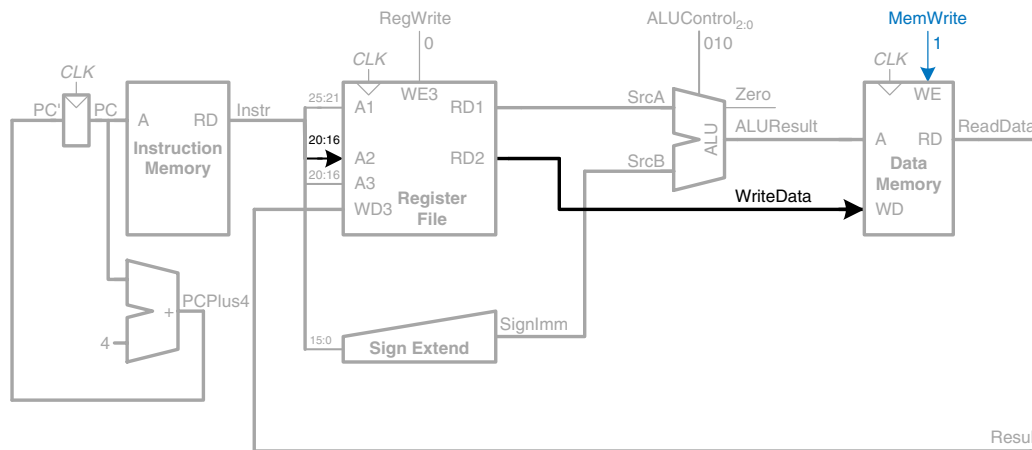 RegWrite
0
ALUControl2:0
010
MemWrite
1
CLK
CLK
CLK
PC'
PC
A
RD
Instruction
Memory
Instr
25:21
20:16
20:16
A1
WE3
RD1
A2
RD2
A3
WD3
Register
File
SrcA
SrcB
ALU
Zero
ALUResult
WriteData
WE
A
RD
Data
Memory
WD
ReadData
PCPlus4
+
4
15:0
SignImm
Sign Extend
Resul